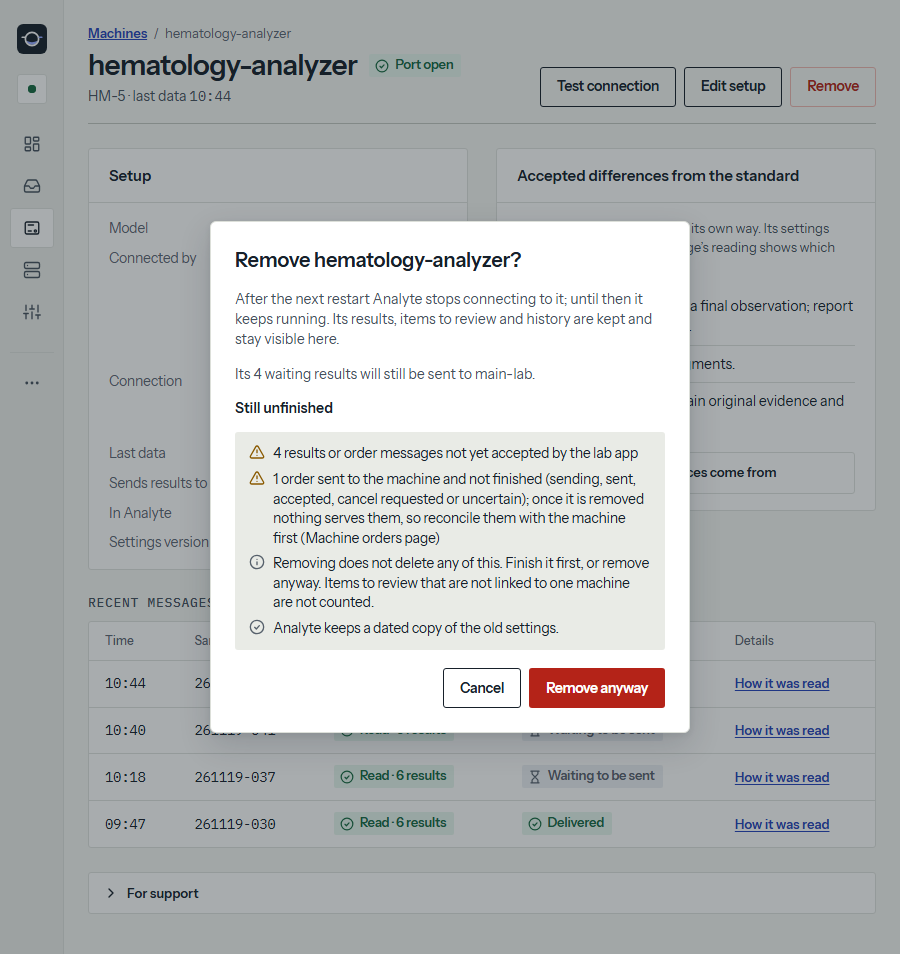 Machines / hematology-analyzer
hematology-analyzer
Port open
HM-5 · last data 10:44
Test connection
Edit setup
Remove
Setup
Accepted differences from the standard
Model
Connected by
Connection
Last data
Sends results to
In Analyte
Settings version
its own way. Its settings
reading shows which
a final observation; report
original evidence and
come from
Remove hematology-analyzer?
After the next restart Analyte stops connecting to it; until then it
keeps running. Its results, items to review and history are kept and
stay visible here.
Its 4 waiting results will still be sent to main-lab.
Still unfinished
4 results or order messages not yet accepted by the lab app
1 order sent to the machine and not finished (sending, sent,
accepted, cancel requested or uncertain); once it is removed
nothing serves them, so reconcile them with the machine
first (Machine orders page)
Removing does not delete any of this. Finish it first, or remove
anyway. Items to review that are not linked to one machine
are not counted.
Analyte keeps a dated copy of the old settings.
Cancel
Remove anyway
RECENT MESSAGES
Time
Details
10:44
How it was read
10:40
How it was read
10:18 261119-037 Read · 6 results Waiting to be sent How it was read
09:47 261119-030 Read · 6 results Delivered How it was read
For support